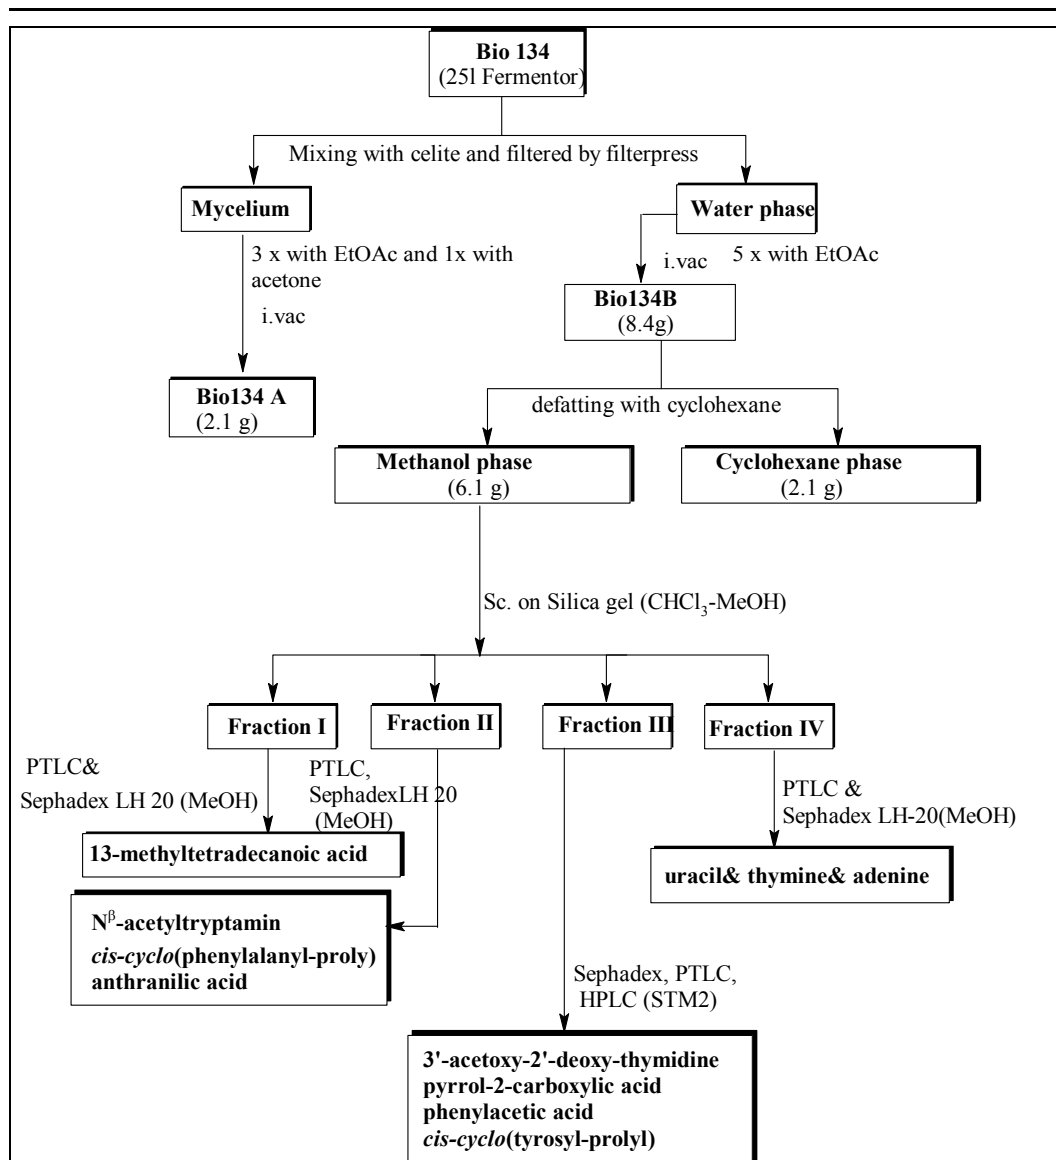 Bio 134
(25l Fermentor)
Mixing with celite and filtered by filterpress
Mycelium
Water phase
3 x with EtOAc and 1x with
acetone
i.vac
i.vac
5 x with EtOAc
Bio134B
(8.4g)
Bio134 A
(2.1 g)
defatting with cyclohexane
Methanol phase
(6.1 g)
Cyclohexane phase
(2.1 g)
Sc. on Silica gel (CHCl₃-MeOH)
Fraction I
Fraction II
Fraction III
Fraction IV
PTLC&
Sephadex LH 20 (MeOH)
PTLC,
SephadexLH 20
(MeOH)
PTLC &
Sephadex LH-20(MeOH)
13-methyltetradecanoic acid
uracil& thymine& adenine
Nᵝ-acetyltryptamin
cis-cyclo(phenylalanyl-proly)
anthranilic acid
Sephadex, PTLC,
HPLC (STM2)
3'-acetoxy-2'-deoxy-thymidine
pyrrol-2-carboxylic acid
phenylacetic acid
cis-cyclo(tyrosyl-prolyl)